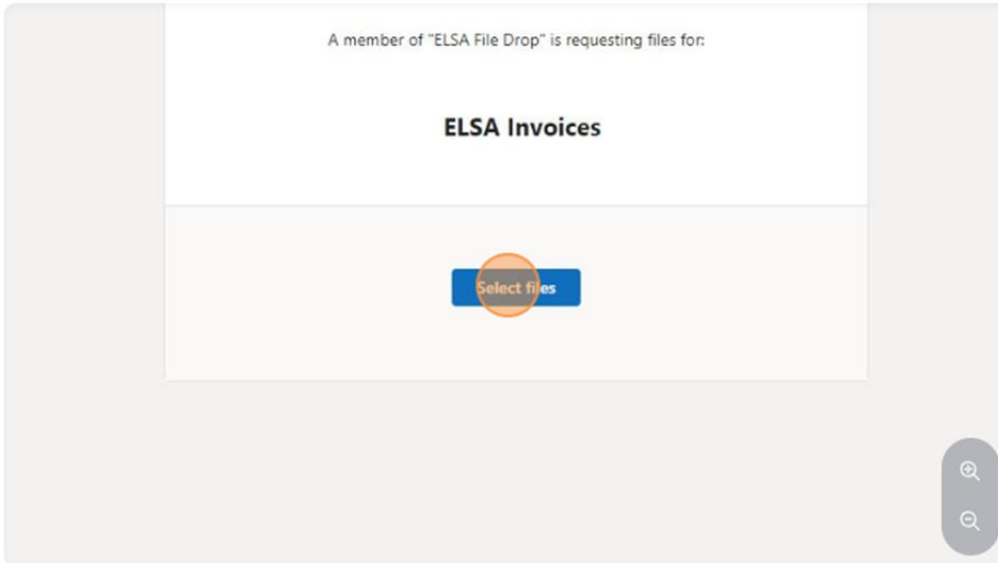 A member of "ELSA File Drop" is requesting files for:
ELSA Invoices
Select files